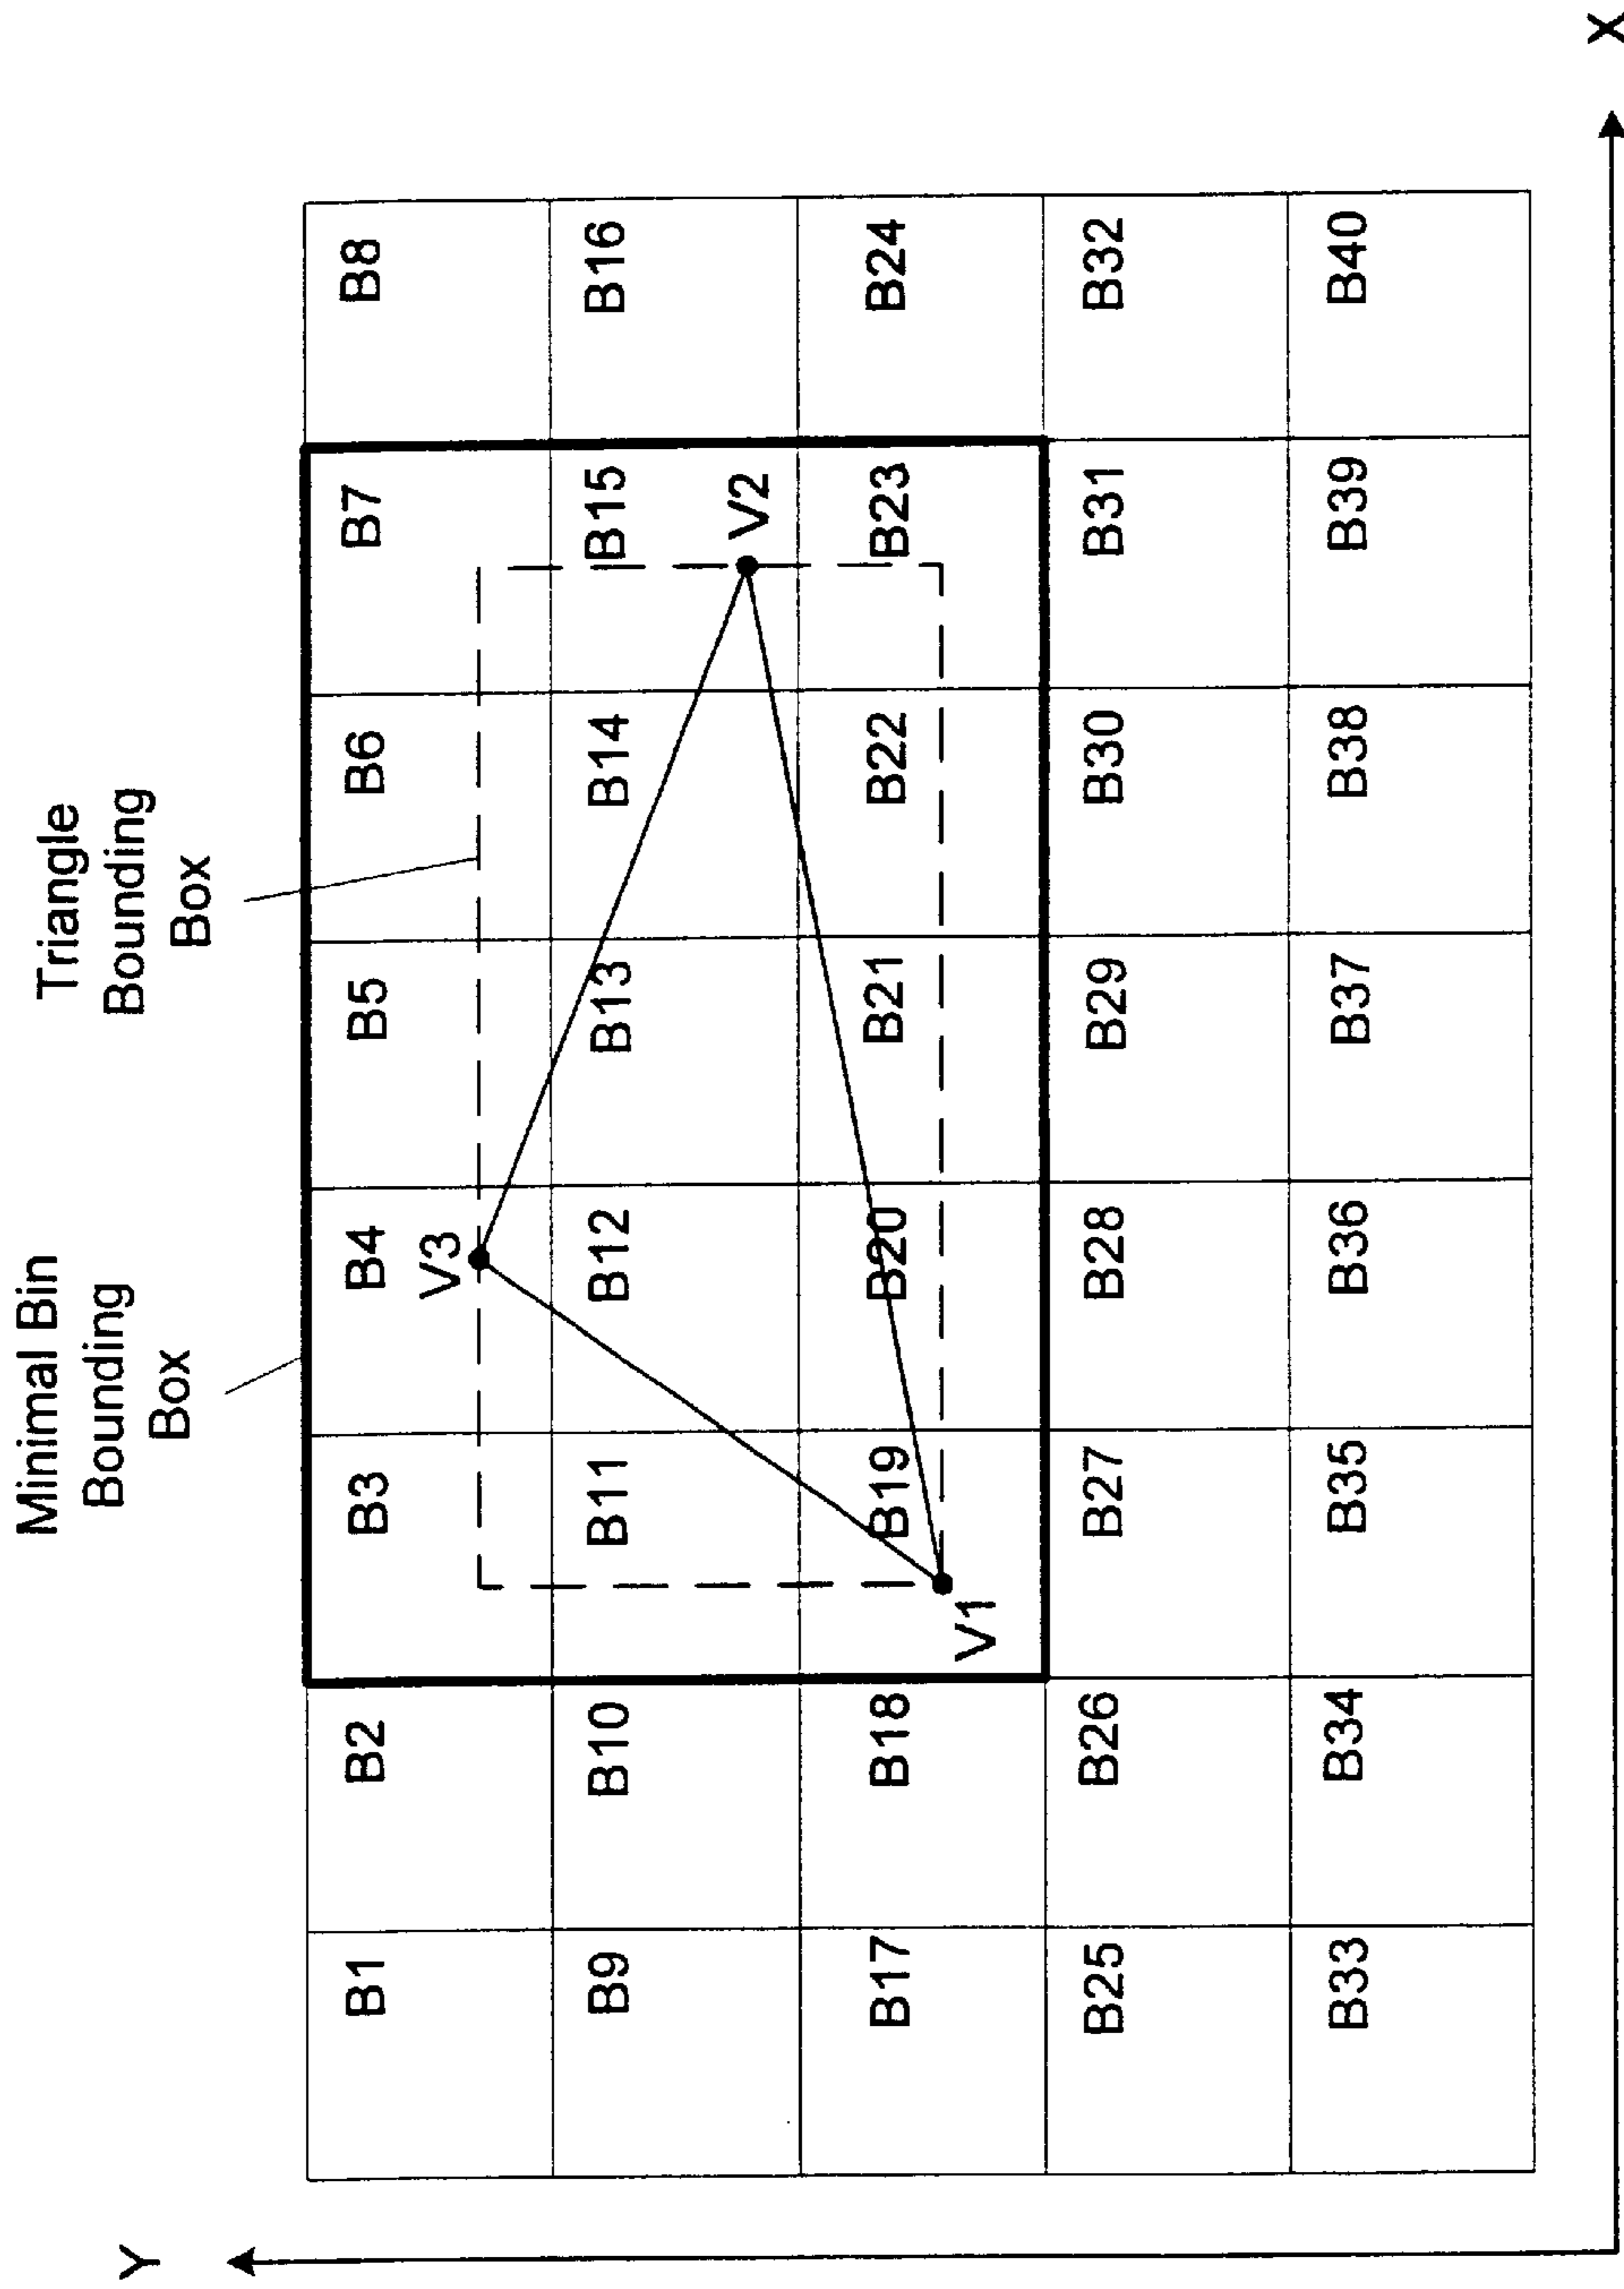 Minimal Bin
Bounding
Box
Triangle
Bounding
Box
Y
B1 B2 B3 B4 B5 B6 B7 B8
V3
B9 B10 B11 B12 B13 B14 B15 B16
V2
B17 B18 B19 B20 B21 B22 B23 B24
V1
B25 B26 B27 B28 B29 B30 B31 B32
B33 B34 B35 B36 B37 B38 B39 B40
X